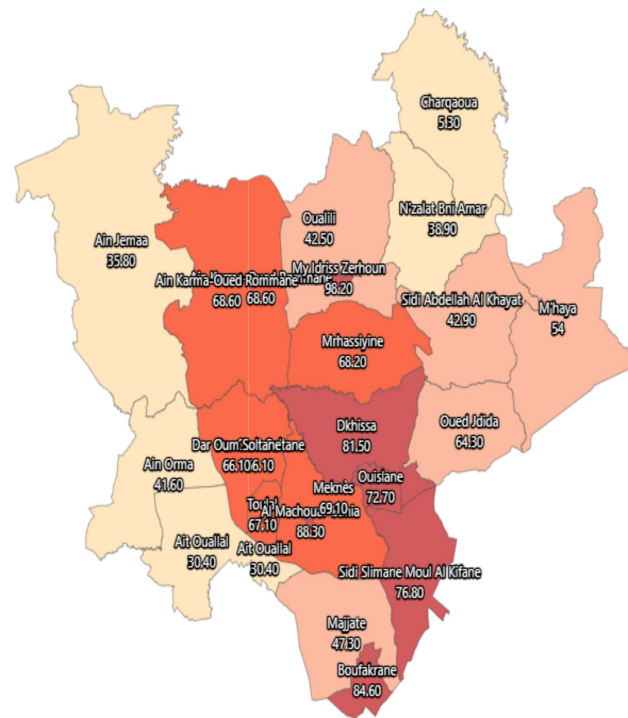 Charqaoua
5.30
N'zalat Bni Amar
38.90
Oualili
42.50
Ain Jemaa
35.80
My Idriss Zerhoun
98.20
Ain Karma-Oued Rommane
68.60
68.60
Sidi Abdellah Al Khayat
42.90
M'haya
54
Mrhassiyine
68.20
Dkhissa
81.50
Oued Jdida
64.30
Dar Oum Soltane
66.10
6.10
Ain Orma
41.60
Ouislane
72.70
Meknès
69.10
Toulal
67.10
Al Machouar
88.30
Ait Ouallal
30.40
Ait Ouallal
30.40
Sidi Slimane Moul Al Kifane
76.80
Majjate
47.30
Boufakrane
84.60